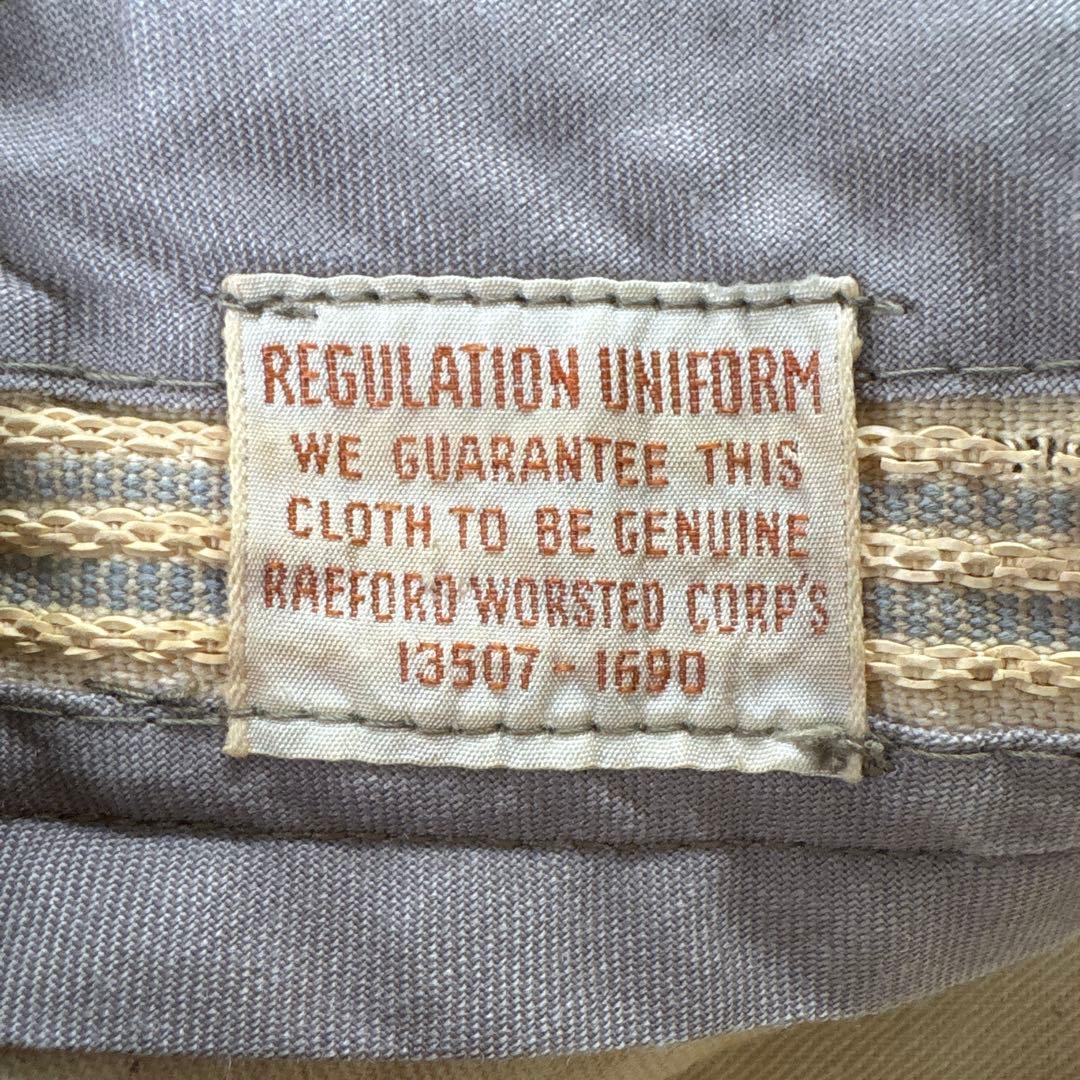 REGULATION UNIFORM
WE GUARANTEE THIS
CLOTH TO BE GENUINE
RAEFORD WORSTED CORP'S
13507-1690